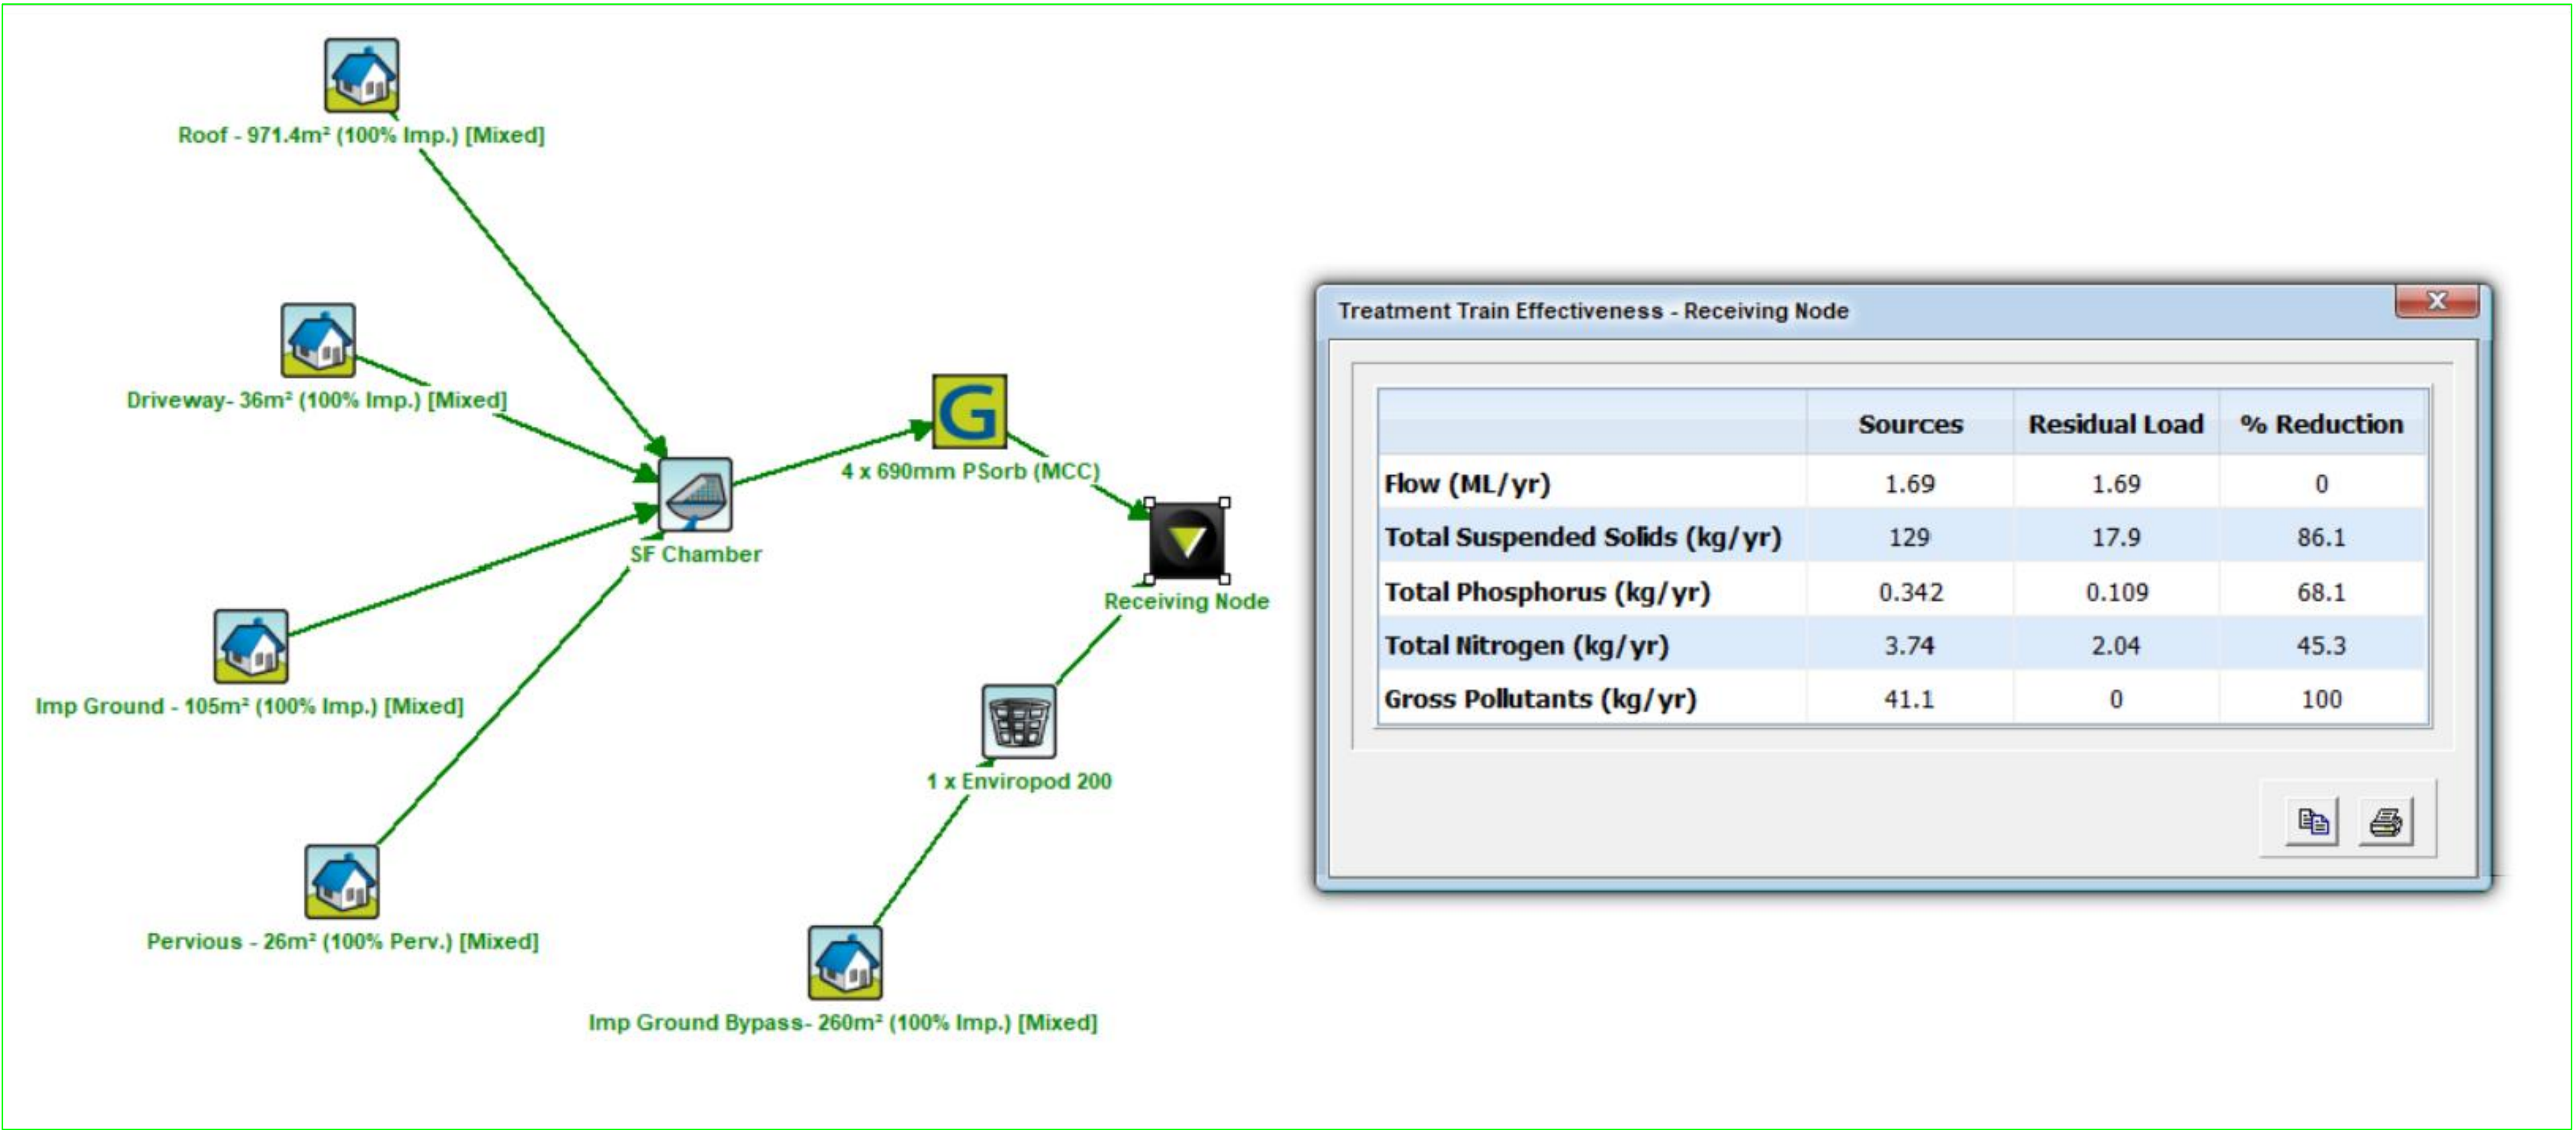 Roof - 971.4m² (100% Imp.) [Mixed]
Driveway- 36m² (100% Imp.) [Mixed]
G
4 x 690mm PSorb (MCC)
SF Chamber
Receiving Node
Imp Ground - 105m² (100% Imp.) [Mixed]
1 x Enviropod 200
Pervious - 26m² (100% Perv.) [Mixed]
Imp Ground Bypass- 260m² (100% Imp.) [Mixed]
Treatment Train Effectiveness - Receiving Node
Sources Residual Load % Reduction
Flow (ML/yr) 1.69 1.69 0
Total Suspended Solids (kg/yr) 129 17.9 86.1
Total Phosphorus (kg/yr) 0.342 0.109 68.1
Total Nitrogen (kg/yr) 3.74 2.04 45.3
Gross Pollutants (kg/yr) 41.1 0 100